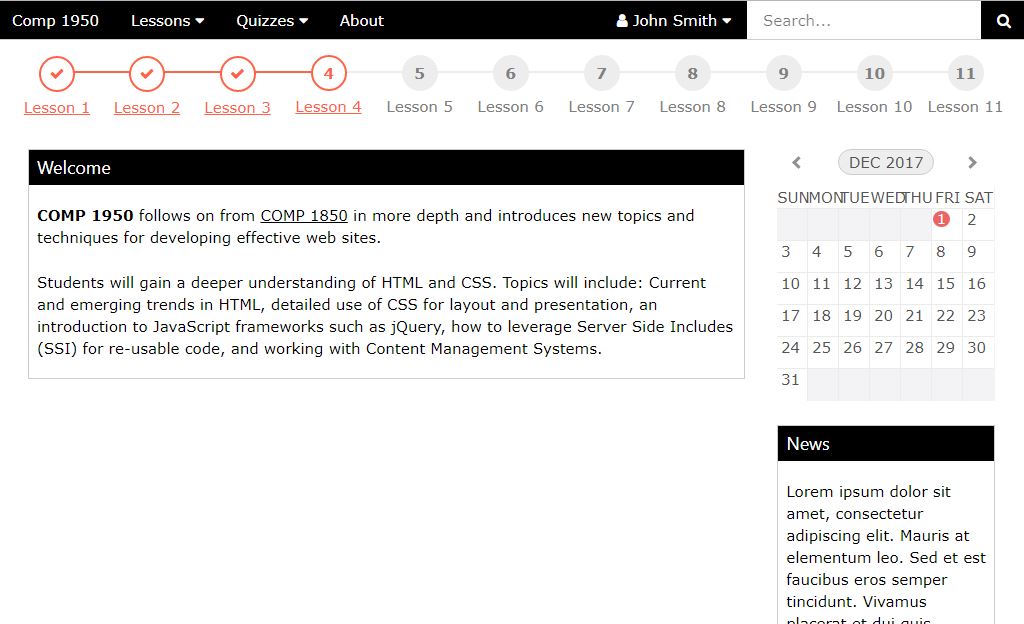 Comp 1950 Lessons Quizzes About John Smith Search...
4 5 6 7 8 9 10 11
Lesson 1 Lesson 2 Lesson 3 Lesson 4 Lesson 5 Lesson 6 Lesson 7 Lesson 8 Lesson 9 Lesson 10 Lesson 11
Welcome
COMP 1950 follows on from COMP 1850 in more depth and introduces new topics and
techniques for developing effective web sites.
Students will gain a deeper understanding of HTML and CSS. Topics will include: Current
and emerging trends in HTML, detailed use of CSS for layout and presentation, an
introduction to JavaScript frameworks such as jQuery, how to leverage Server Side Includes
(SSI) for re-usable code, and working with Content Management Systems.
DEC 2017
SUN MON TUE WED THU FRI SAT
1 2
3 4 5 6 7 8 9
10 11 12 13 14 15 16
17 18 19 20 21 22 23
24 25 26 27 28 29 30
31
News
Lorem ipsum dolor sit
amet, consectetur
adipiscing elit. Mauris at
elementum leo. Sed et est
faucibus eros semper
tincidunt. Vivamus
placerat et dui quis